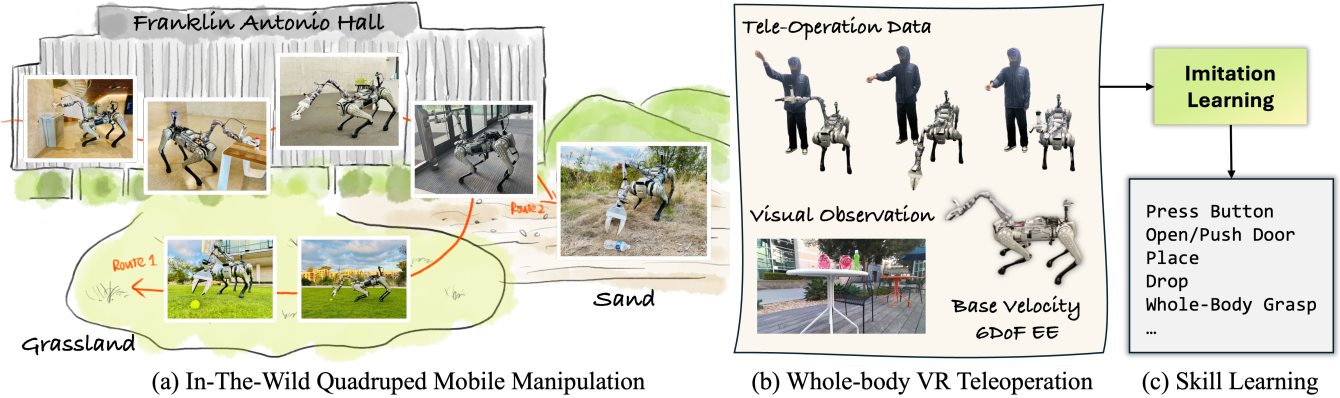 Franklin Antonio Hall
Route 1
Route 2
Grassland
Sand
(a) In-The-Wild Quadruped Mobile Manipulation
Tele-Operation Data
Visual Observation
Base Velocity
6DoF EE
(b) Whole-body VR Teleoperation
Imitation
Learning
Press Button
Open/Push Door
Place
Drop
Whole-Body Grasp
…
(c) Skill Learning